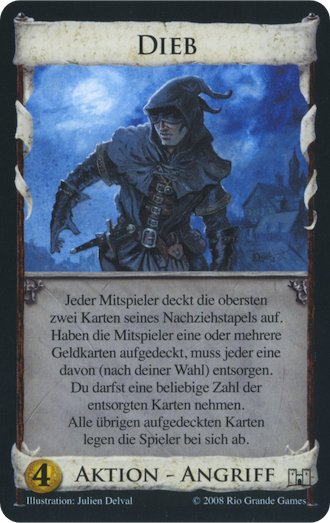 DIEB
Jeder Mitspieler deckt die obersten
zwei Karten seines Nachziehstapels auf.
Haben die Mitspieler eine oder mehrere
Geldkarten aufgedeckt, muss jeder eine
davon (nach deiner Wahl) entsorgen.
Du darfst eine beliebige Zahl der
entsorgten Karten nehmen.
Alle übrigen aufgedeckten Karten
legen die Spieler bei sich ab.
4 AKTION - ANGRIFF
Illustration: Julien Delval © 2008 Rio Grande Games